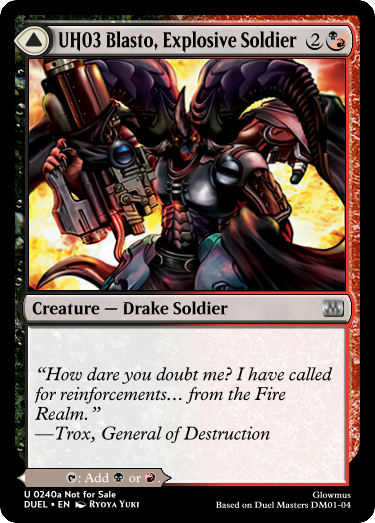 UH03 Blasto, Explosive Soldier 2
Creature — Drake Soldier
“How dare you doubt me? I have called
for reinforcements… from the Fire
Realm.”
—Trox, General of Destruction
: Add or .
U 0240a Not for Sale
Glowmus
DUEL • EN Ryoya Yuki
Based on Duel Masters DM01-04